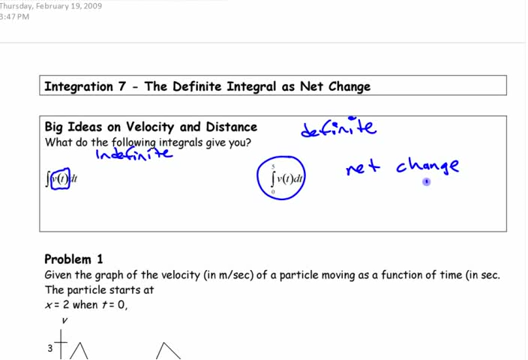 Thursday, February 19, 2009
3:47 PM
Integration 7 - The Definite Integral as Net Change
Big Ideas on Velocity and Distance
definite
What do the following integrals give you?
Indefinite
∫v(t)dt
∫₀⁵ v(t)dt
net change
Problem 1
Given the graph of the velocity (in m/sec) of a particle moving as a function of time (in sec.
The particle starts at
x = 2 when t = 0,
v
3